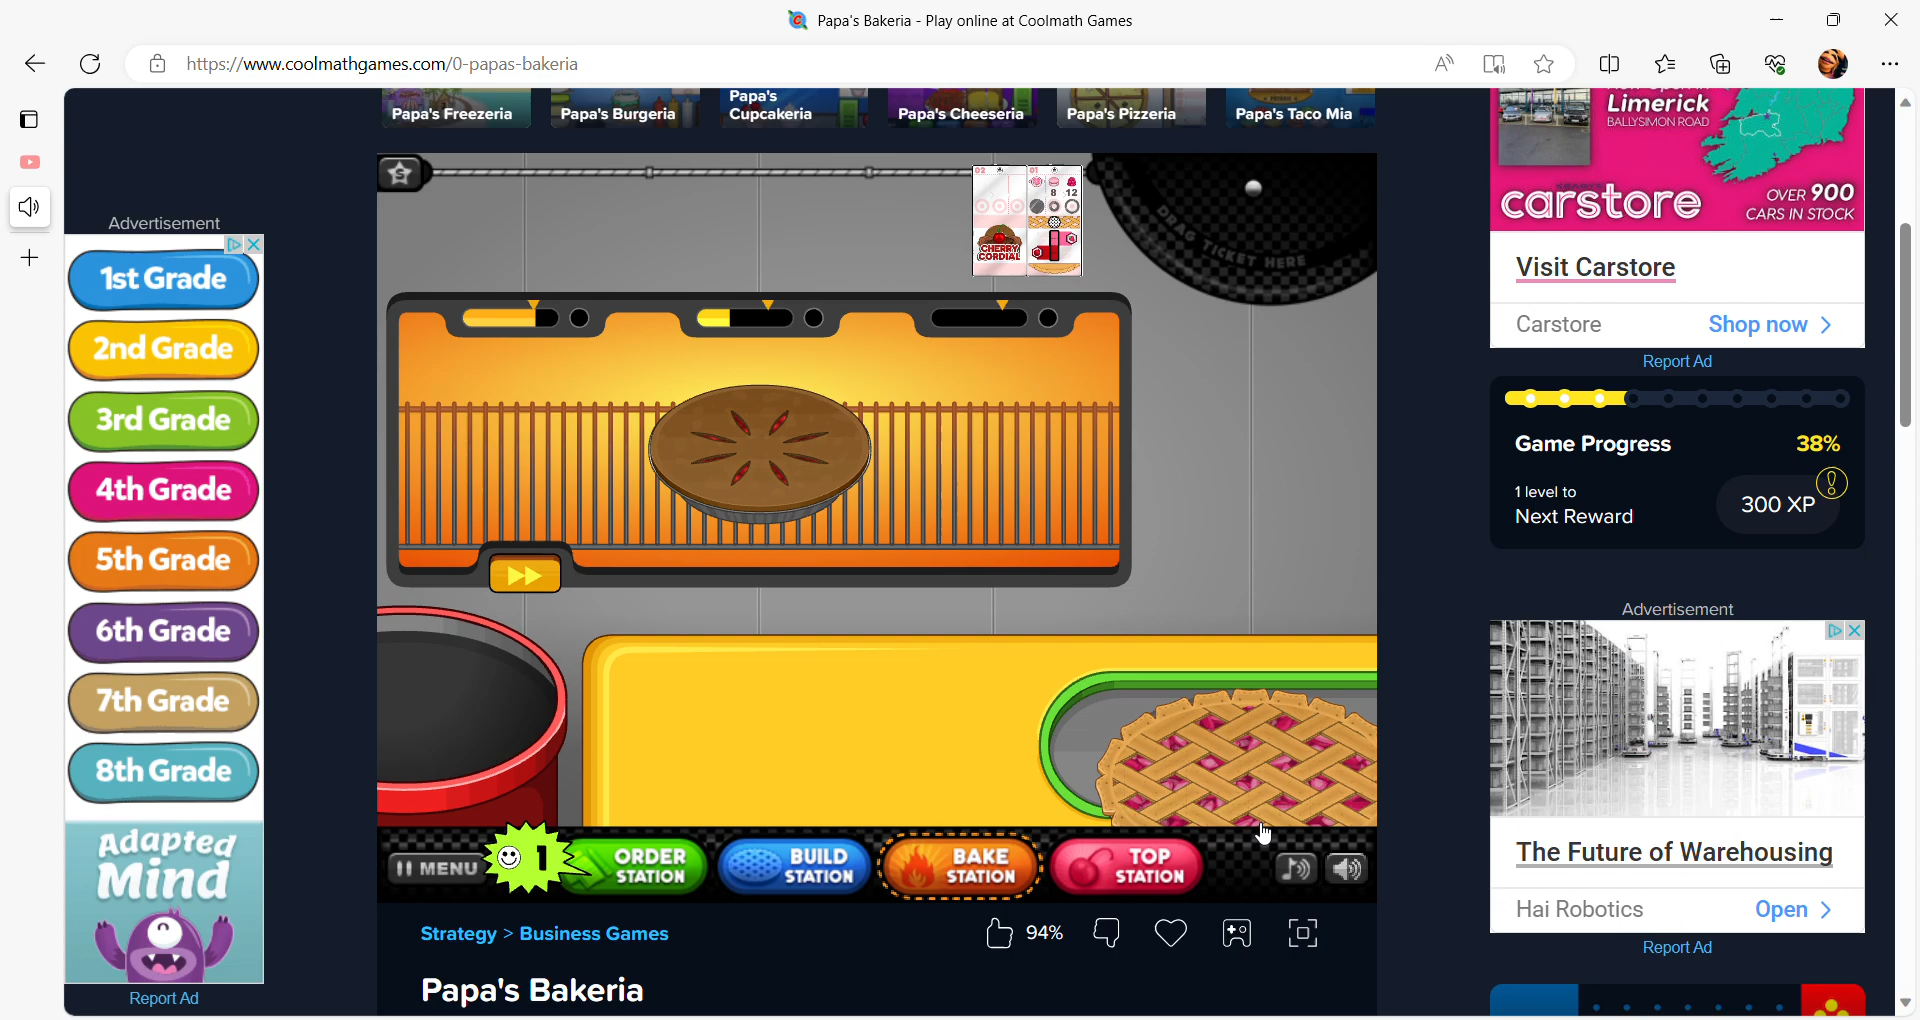 Papa's Bakeria - Play online at Coolmath Games
https://www.coolmathgames.com/0-papas-bakeria
Papa's Freezeria
Papa's Burgeria
Papa's
Cupcakeria
Papa's Cheeseria
Papa's Pizzeria
Papa's Taco Mia
Advertisement
1st Grade
2nd Grade
3rd Grade
4th Grade
5th Grade
6th Grade
7th Grade
8th Grade
Adapted
Mind
Report Ad
S
02
01
8 12
CHERRY
CORDIAL
DRAG TICKET HERE
MENU
1
ORDER
STATION
BUILD
STATION
BAKE
STATION
TOP
STATION
Strategy > Business Games
94%
Papa's Bakeria
Limerick
BALLYSIMON ROAD
carstore
OVER 900
CARS IN STOCK
Visit Carstore
Carstore
Shop now
Report Ad
Game Progress
38%
1 level to
Next Reward
300 XP
Advertisement
The Future of Warehousing
Hai Robotics
Open
Report Ad